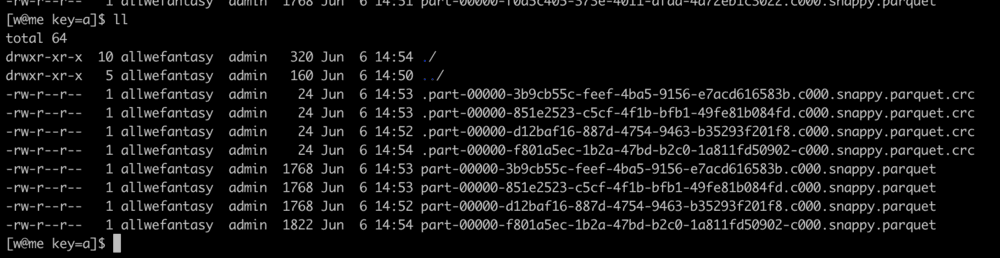 -rw-r--r-- 1 allwefantasy admin 1822 Jun 6 14:51 part-00000-f0a5c405-373e-4011-afaa-4a72eb1c3022.c000.snappy.parquet
[w@me key=a]$ ll
total 64
drwxr-xr-x 10 allwefantasy admin 320 Jun 6 14:54 ./
drwxr-xr-x 5 allwefantasy admin 160 Jun 6 14:50 ../
-rw-r--r-- 1 allwefantasy admin 24 Jun 6 14:53 .part-00000-3b9cb55c-feef-4ba5-9156-e7acd616583b.c000.snappy.parquet.crc
-rw-r--r-- 1 allwefantasy admin 24 Jun 6 14:53 .part-00000-851e2523-c5cf-4f1b-bfb1-49fe81b084fd.c000.snappy.parquet.crc
-rw-r--r-- 1 allwefantasy admin 24 Jun 6 14:52 .part-00000-d12baf16-887d-4754-9463-b35293f201f8.c000.snappy.parquet.crc
-rw-r--r-- 1 allwefantasy admin 24 Jun 6 14:54 .part-00000-f801a5ec-1b2a-47bd-b2c0-1a811fd50902-c000.snappy.parquet.crc
-rw-r--r-- 1 allwefantasy admin 1768 Jun 6 14:53 part-00000-3b9cb55c-feef-4ba5-9156-e7acd616583b.c000.snappy.parquet
-rw-r--r-- 1 allwefantasy admin 1768 Jun 6 14:53 part-00000-851e2523-c5cf-4f1b-bfb1-49fe81b084fd.c000.snappy.parquet
-rw-r--r-- 1 allwefantasy admin 1768 Jun 6 14:52 part-00000-d12baf16-887d-4754-9463-b35293f201f8.c000.snappy.parquet
-rw-r--r-- 1 allwefantasy admin 1822 Jun 6 14:54 part-00000-f801a5ec-1b2a-47bd-b2c0-1a811fd50902-c000.snappy.parquet
[w@me key=a]$